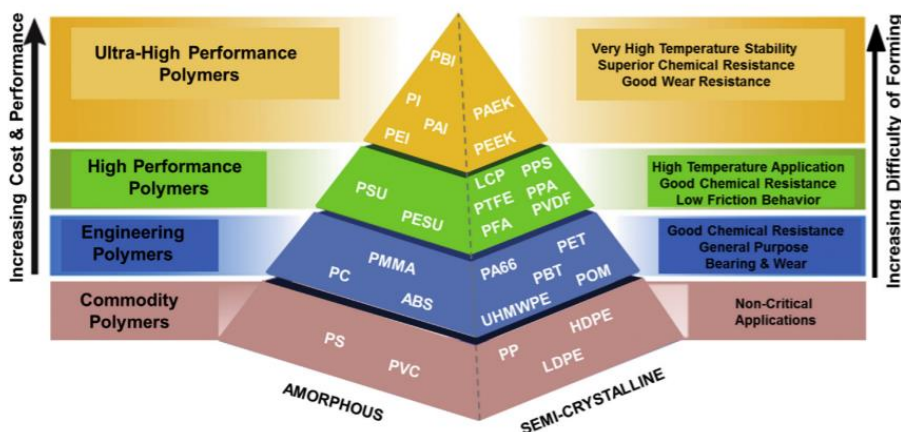 Increasing Cost & Performance
Ultra-High Performance
Polymers
PBI
PI
PAI
PEI
PAEK
PEEK
Very High Temperature Stability
Superior Chemical Resistance
Good Wear Resistance
High Performance
Polymers
PSU
PESU
LCP
PPS
PTFE
PPA
PFA
PVDF
High Temperature Application
Good Chemical Resistance
Low Friction Behavior
Engineering
Polymers
PMMA
PC
ABS
PA66
PET
PBT
POM
UHMWPE
Good Chemical Resistance
General Purpose
Bearing & Wear
Commodity
Polymers
PS
PVC
PP
HDPE
LDPE
Non-Critical
Applications
AMORPHOUS
SEMI-CRYSTALLINE
Increasing Difficulty of Forming